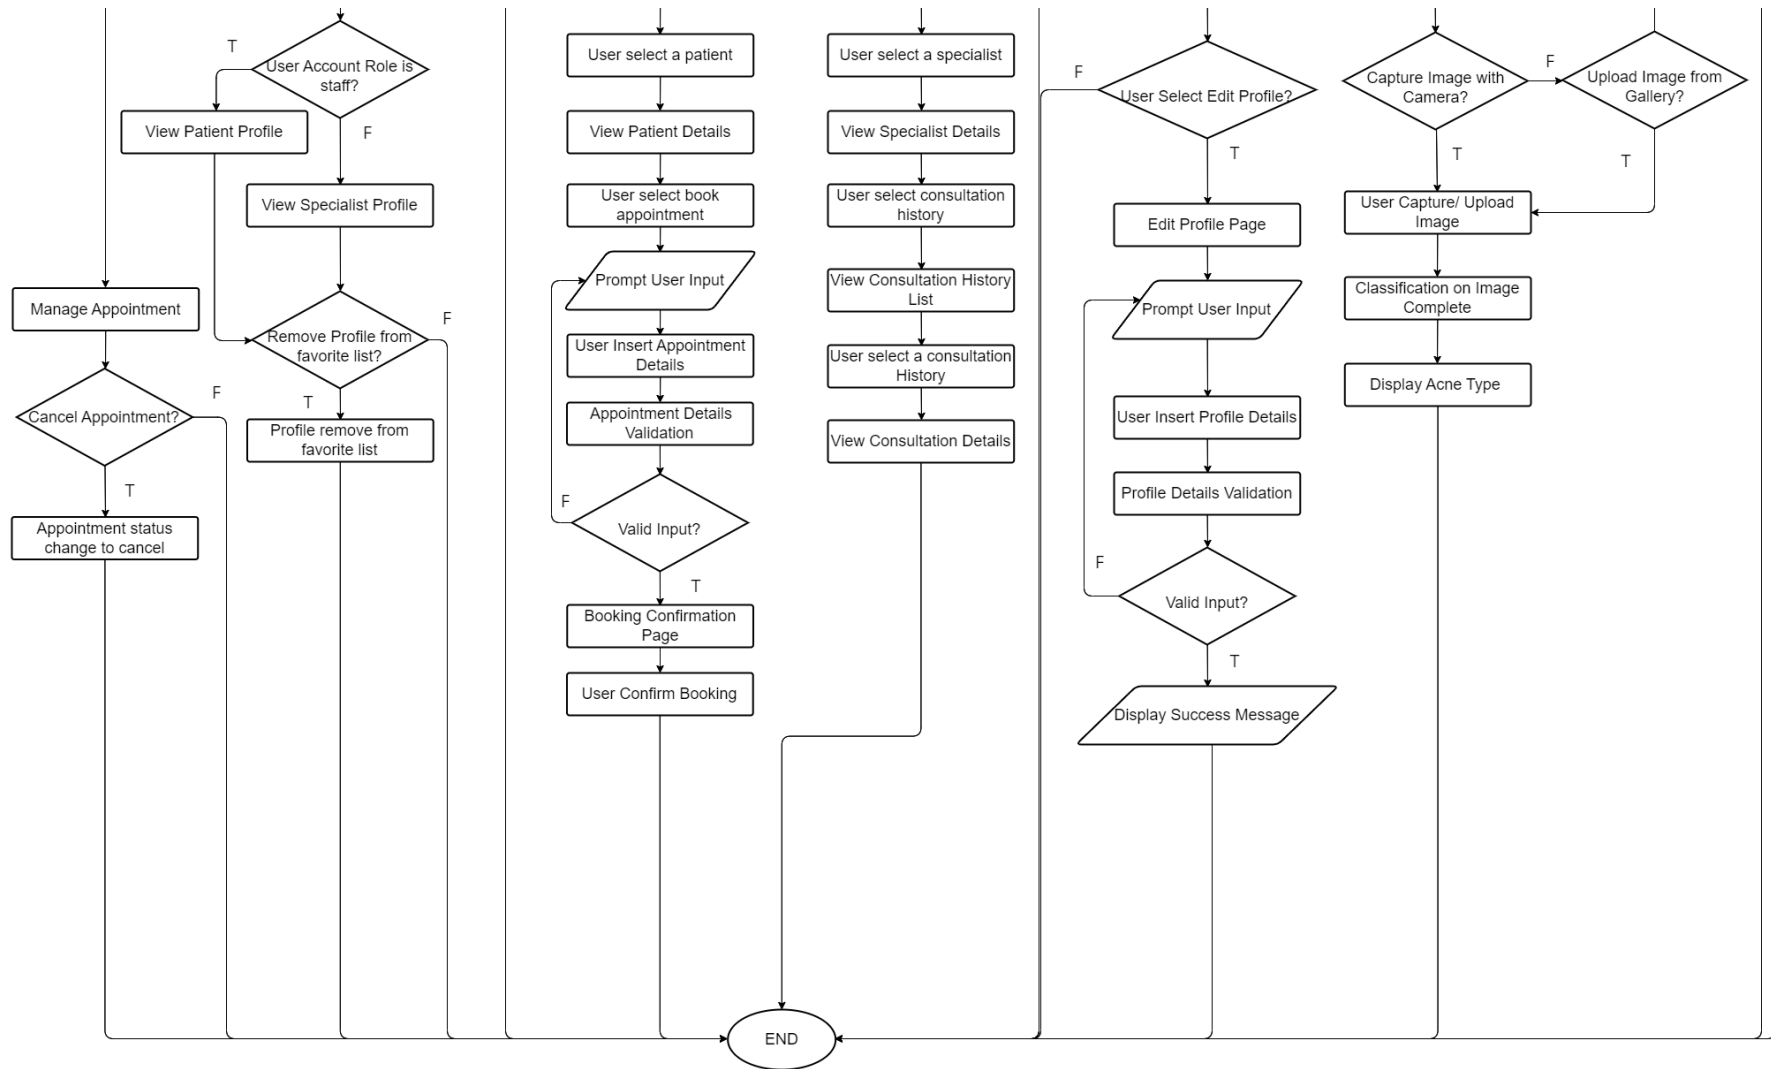 T
User Account Role is
staff?
View Patient Profile
F
View Specialist Profile
Manage Appointment
Remove Profile from
favorite list?
F
T
Profile remove from
favorite list
Cancel Appointment?
F
T
Appointment status
change to cancel
User select a patient
View Patient Details
User select book
appointment
Prompt User Input
User Insert Appointment
Details
Appointment Details
Validation
F
Valid Input?
T
Booking Confirmation
Page
User Confirm Booking
User select a specialist
View Specialist Details
User select consultation
history
View Consultation History
List
User select a consultation
History
View Consultation Details
F
User Select Edit Profile?
T
Edit Profile Page
Prompt User Input
User Insert Profile Details
Profile Details Validation
F
Valid Input?
T
Display Success Message
Capture Image with
Camera?
F
Upload Image from
Gallery?
T
T
User Capture/ Upload
Image
Classification on Image
Complete
Display Acne Type
END